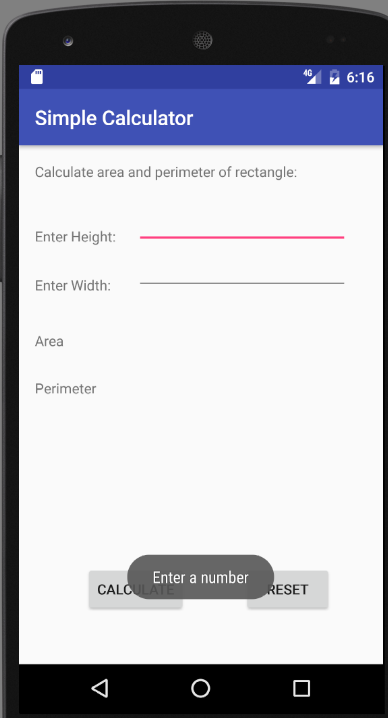 4G 6:16
Simple Calculator
Calculate area and perimeter of rectangle:
Enter Height:
Enter Width:
Area
Perimeter
Enter a number
CALCULATE RESET